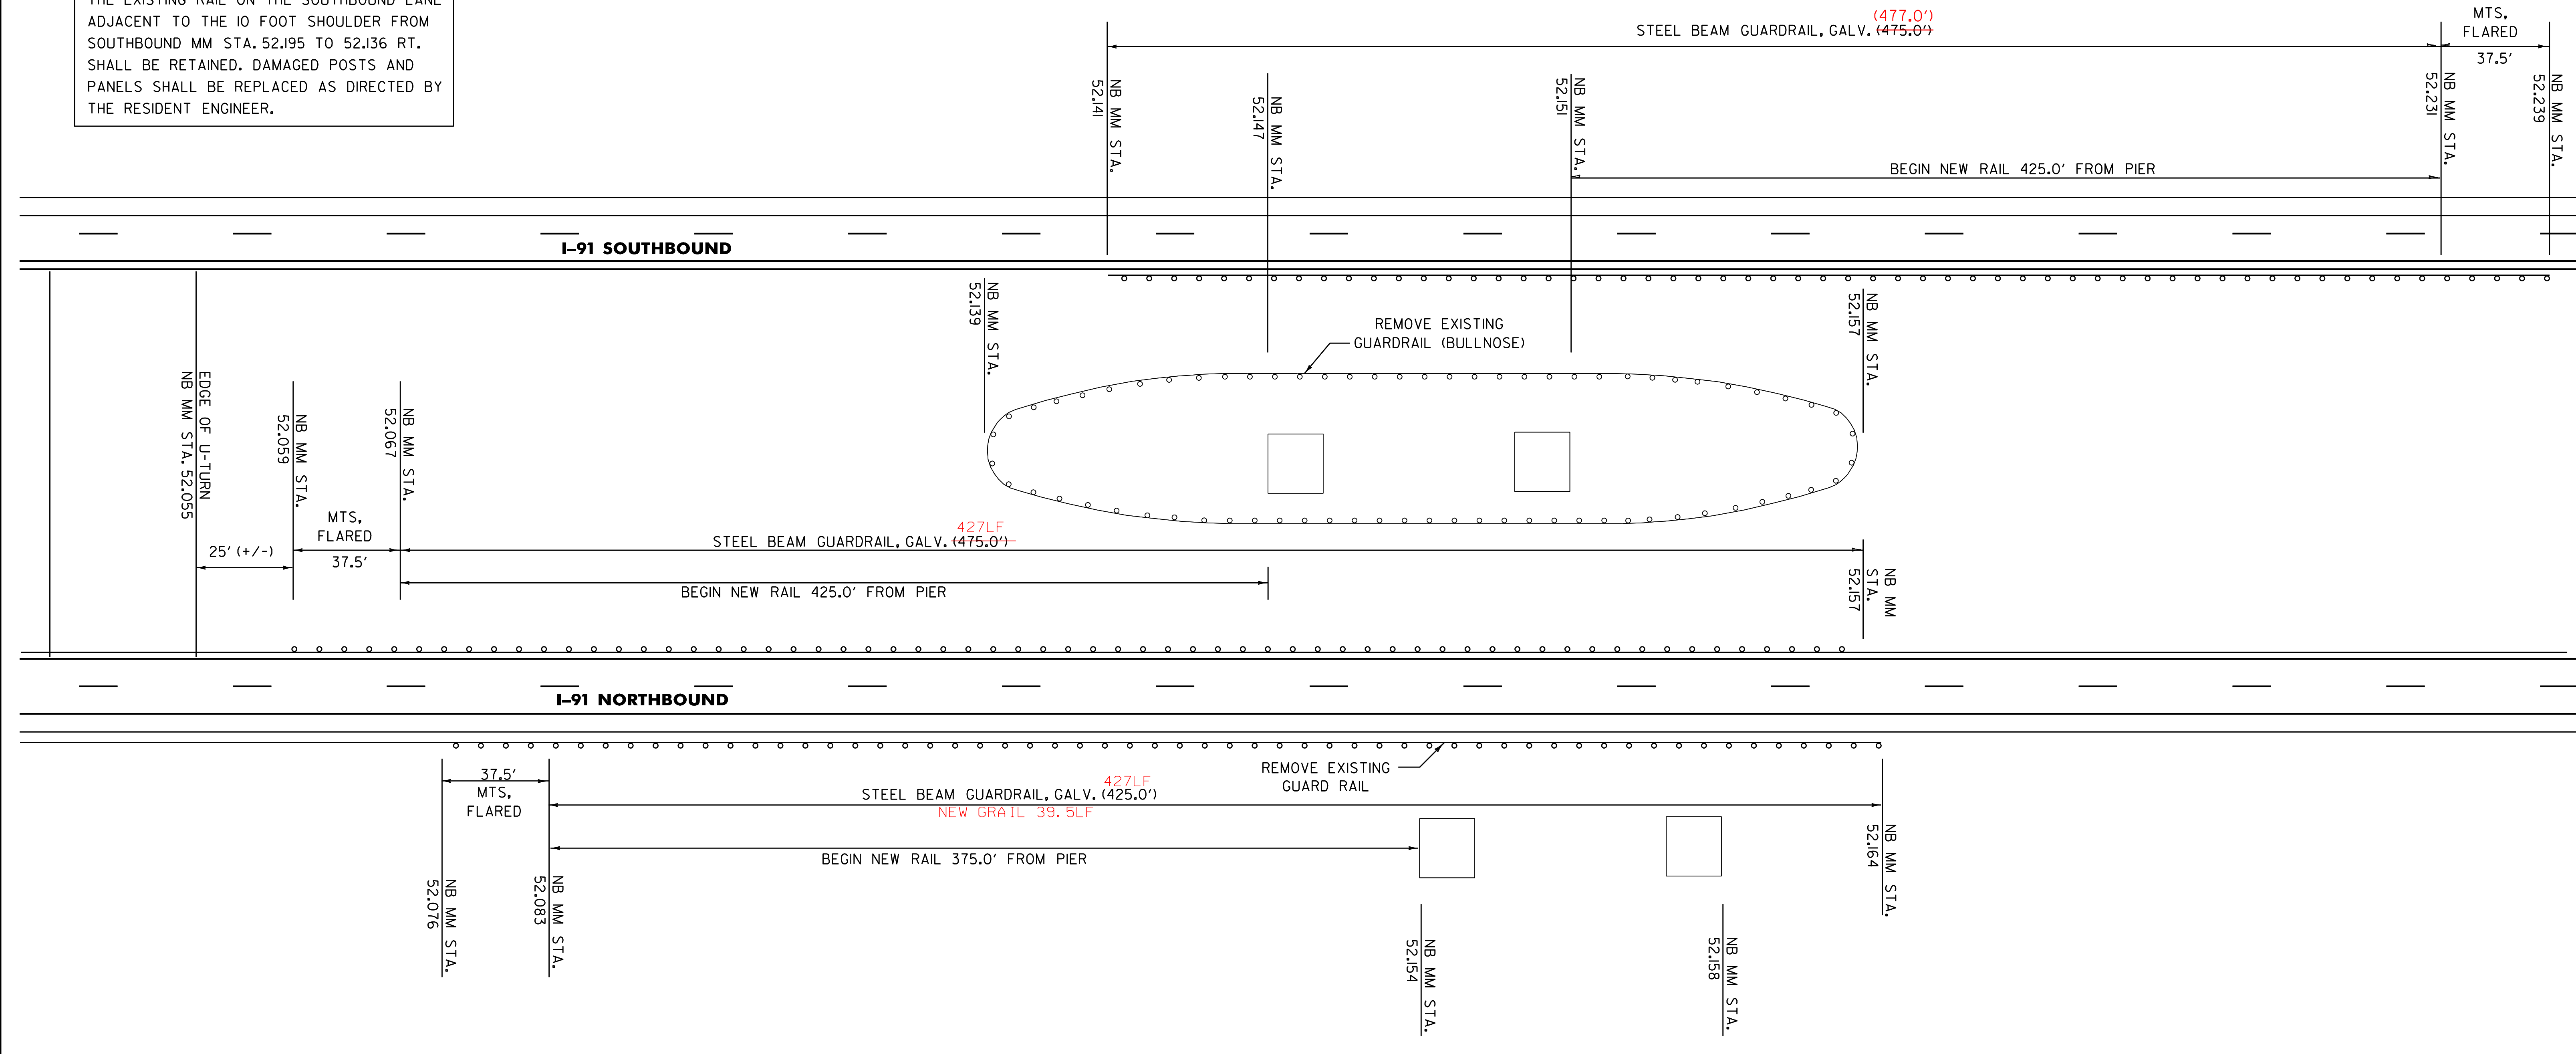 THE EXISTING RAIL ON THE SOUTHBOUND LANE
ADJACENT TO THE 10 FOOT SHOULDER FROM
SOUTHBOUND MM STA. 52.195 TO 52.136 RT.
SHALL BE RETAINED. DAMAGED POSTS AND
PANELS SHALL BE REPLACED AS DIRECTED BY
THE RESIDENT ENGINEER.
(477.0')
STEEL BEAM GUARDRAIL, GALV. (475.0')
MTS,
FLARED
37.5'
NB MM STA.
52.141
NB MM STA.
52.147
NB MM STA.
52.151
NB MM STA.
52.231
NB MM STA.
52.239
BEGIN NEW RAIL 425.0' FROM PIER
I-91 SOUTHBOUND
NB MM STA.
52.139
REMOVE EXISTING
GUARDRAIL (BULLNOSE)
NB MM STA.
52.157
EDGE OF U-TURN
NB MM STA. 52.055
NB MM STA.
52.059
NB MM STA.
52.067
MTS,
FLARED
37.5'
25' (+/-)
427LF
STEEL BEAM GUARDRAIL, GALV. (475.0')
BEGIN NEW RAIL 425.0' FROM PIER
NB MM
STA.
52.157
I-91 NORTHBOUND
37.5'
MTS,
FLARED
427LF
STEEL BEAM GUARDRAIL, GALV. (425.0')
NEW GRAIL 39.5LF
REMOVE EXISTING
GUARD RAIL
BEGIN NEW RAIL 375.0' FROM PIER
NB MM STA.
52.076
NB MM STA.
52.083
NB MM STA.
52.154
NB MM STA.
52.158
NB MM STA.
52.164